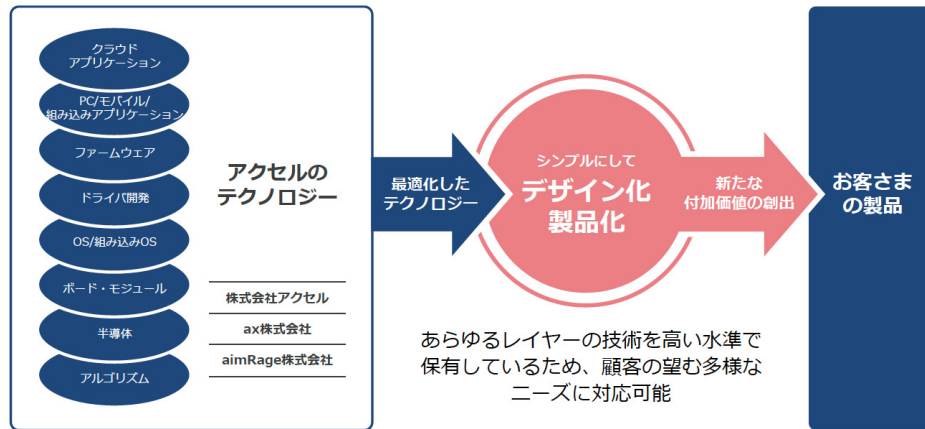 クラウド
アプリケーション
PC/モバイル/
組み込みアプリケーション
ファームウェア
ドライバ開発
OS/組み込みOS
ボード・モジュール
半導体
アルゴリズム
アクセルの
テクノロジー
株式会社アクセル
ax株式会社
aimRage株式会社
最適化した
テクノロジー
シンプルにして
デザイン化
製品化
新たな
付加価値の創出
お客さま
の製品
あらゆるレイヤーの技術を高い水準で
保有しているため、顧客の望む多様な
ニーズに対応可能